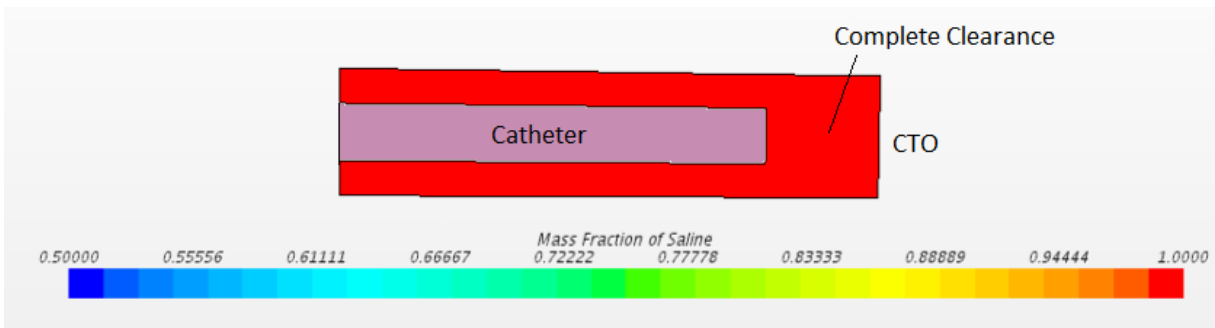 Complete Clearance
Catheter
CTO
Mass Fraction of Saline
0.50000 0.55556 0.61111 0.66667 0.72222 0.77778 0.83333 0.88889 0.94444 1.0000